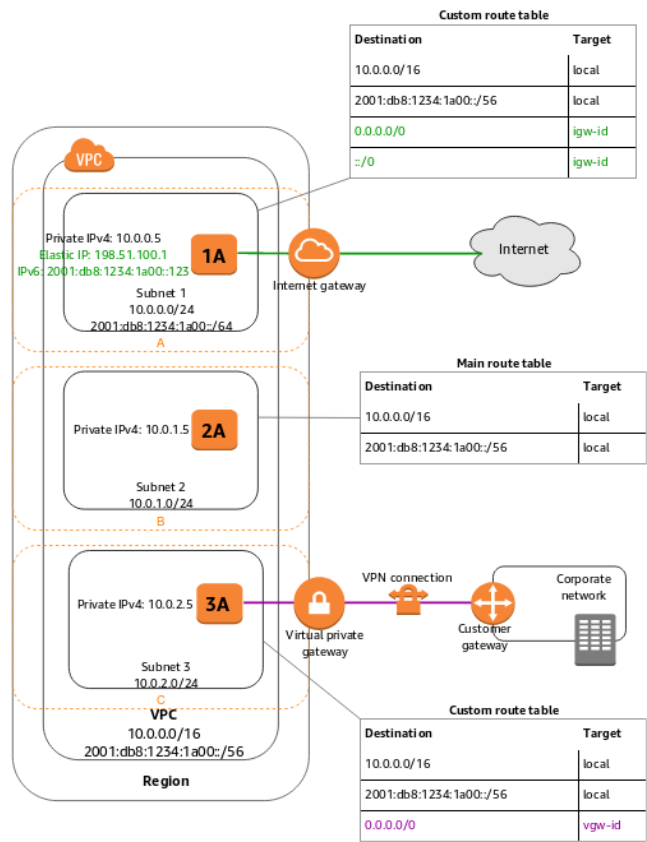 Custom route table
Destination Target
10.0.0.0/16 local
2001:db8:1234:1a00::/56 local
0.0.0.0/0 igw-id
::/0 igw-id
VPC
Private IPv4: 10.0.0.5
Elastic IP: 198.51.100.1
IPv6: 2001:db8:1234:1a00::123
1A
Subnet 1
10.0.0.0/24
2001:db8:1234:1a00::/64
A
Internet gateway
Internet
Main route table
Destination Target
10.0.0.0/16 local
2001:db8:1234:1a00::/56 local
Private IPv4: 10.0.1.5
2A
Subnet 2
10.0.1.0/24
B
Private IPv4: 10.0.2.5
3A
Subnet 3
10.0.2.0/24
C
Virtual private
gateway
VPN connection
Customer
gateway
Corporate
network
VPC
10.0.0.0/16
2001:db8:1234:1a00::/56
Region
Custom route table
Destination Target
10.0.0.0/16 local
2001:db8:1234:1a00::/56 local
0.0.0.0/0 vgw-id